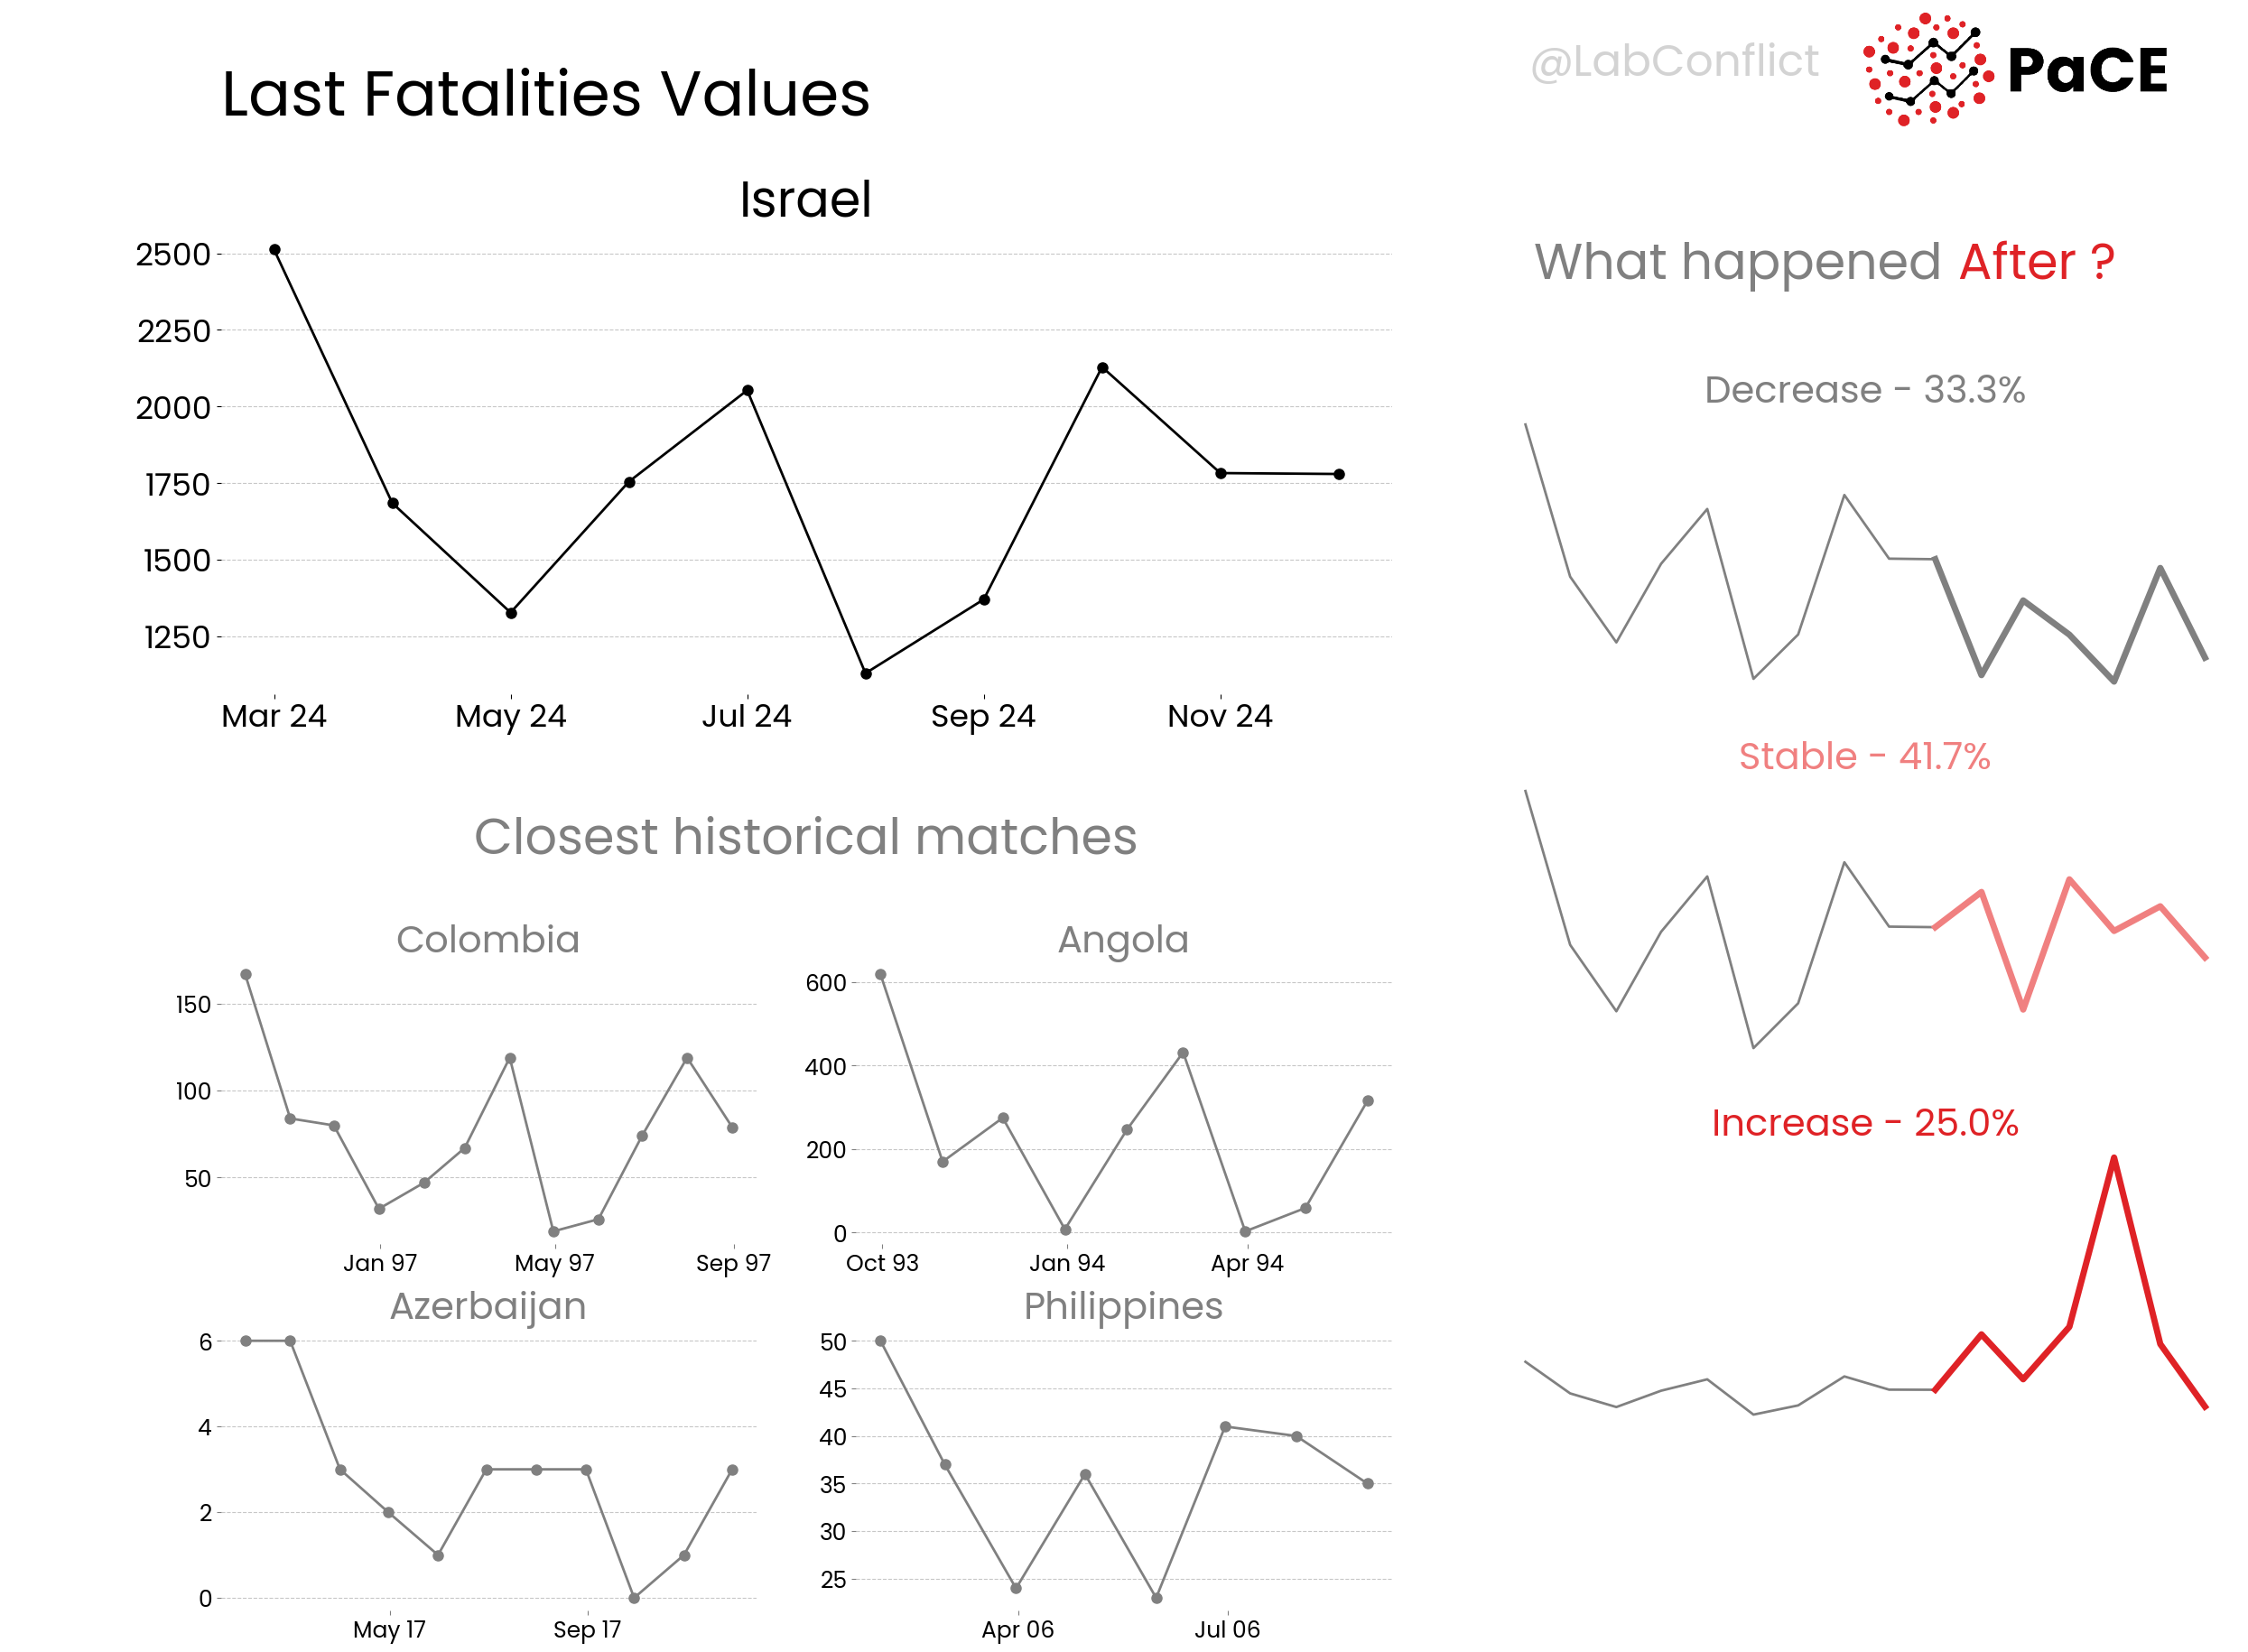 @LabConflict
PaCE
Last Fatalities Values
Israel
2500
2250
2000
1750
1500
1250
Mar 24 May 24 Jul 24 Sep 24 Nov 24
What happened After ?
Decrease - 33.3%
Stable - 41.7%
Increase - 25.0%
Closest historical matches
Colombia
150
100
50
Jan 97 May 97 Sep 97
Angola
600
400
200
0
Oct 93 Jan 94 Apr 94
Azerbaijan
6
4
2
0
May 17 Sep 17
Philippines
50
45
40
35
30
25
Apr 06 Jul 06